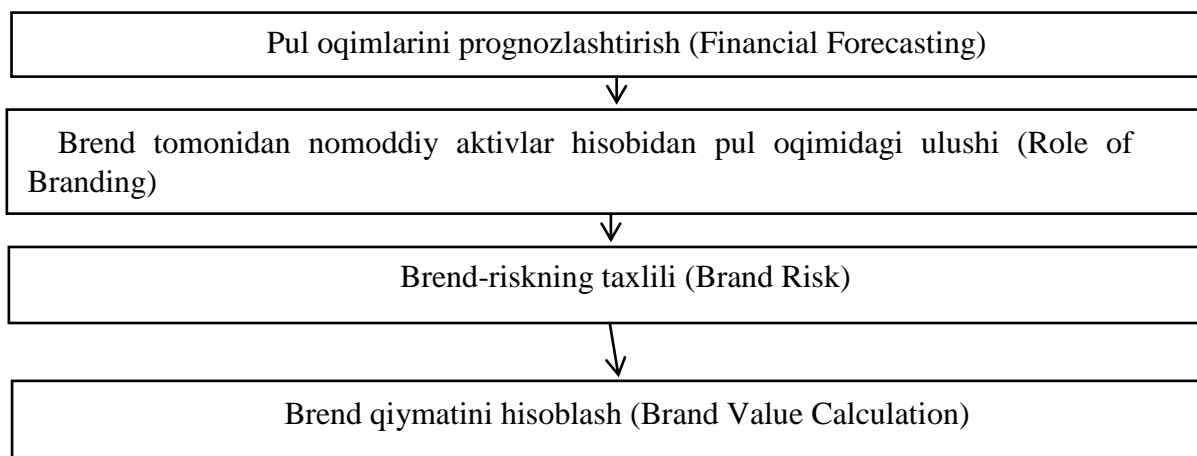 Pul oqimlarini prognozlashtirish (Financial Forecasting)
Brend tomonidan nomoddiy aktivlar hisobidan pul oqimidagi ulushi (Role of
Branding)
Brend-riskning taxlili (Brand Risk)
Brend qiymatini hisoblash (Brand Value Calculation)